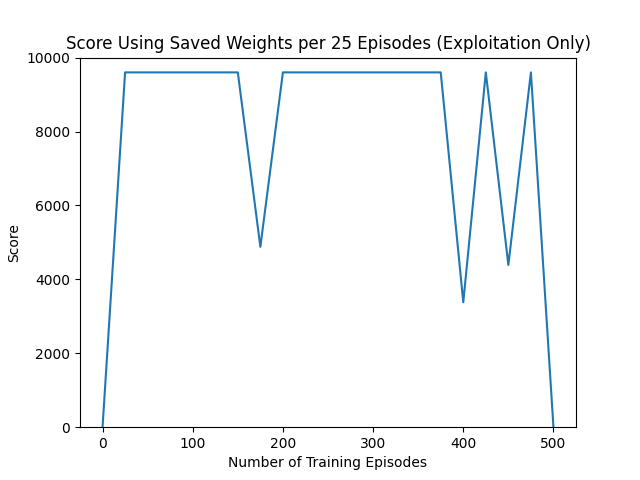 Score Using Saved Weights per 25 Episodes (Exploitation Only)
10000
8000
6000
4000
2000
0
Score
0 100 200 300 400 500
Number of Training Episodes